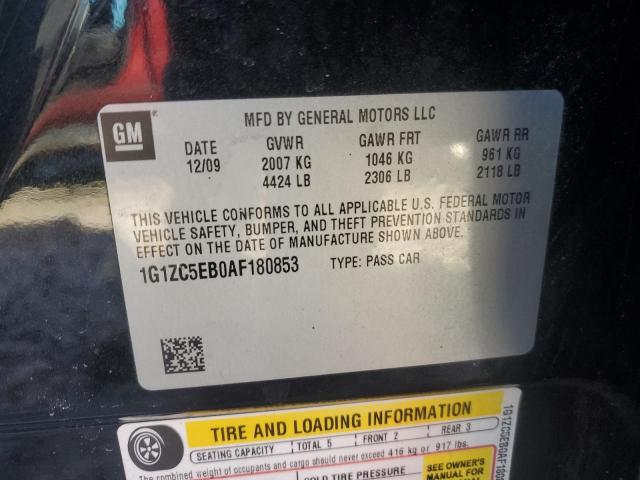 GM
MFD BY GENERAL MOTORS LLC
DATE GVWR GAWR FRT GAWR RR
12/09 2007 KG 1046 KG 961 KG
4424 LB 2306 LB 2118 LB
THIS VEHICLE CONFORMS TO ALL APPLICABLE U.S. FEDERAL MOTOR
VEHICLE SAFETY, BUMPER, AND THEFT PREVENTION STANDARDS IN
EFFECT ON THE DATE OF MANUFACTURE SHOWN ABOVE.
1G1ZC5EB0AF180853 TYPE: PASS CAR
TIRE AND LOADING INFORMATION
SEATING CAPACITY TOTAL 5 FRONT 2 REAR 3
The combined weight of occupants and cargo should never exceed 416 kg or 917 lbs.
COLD TIRE PRESSURE
SEE OWNER'S
MANUAL FOR
1G1ZC5EB0AF180